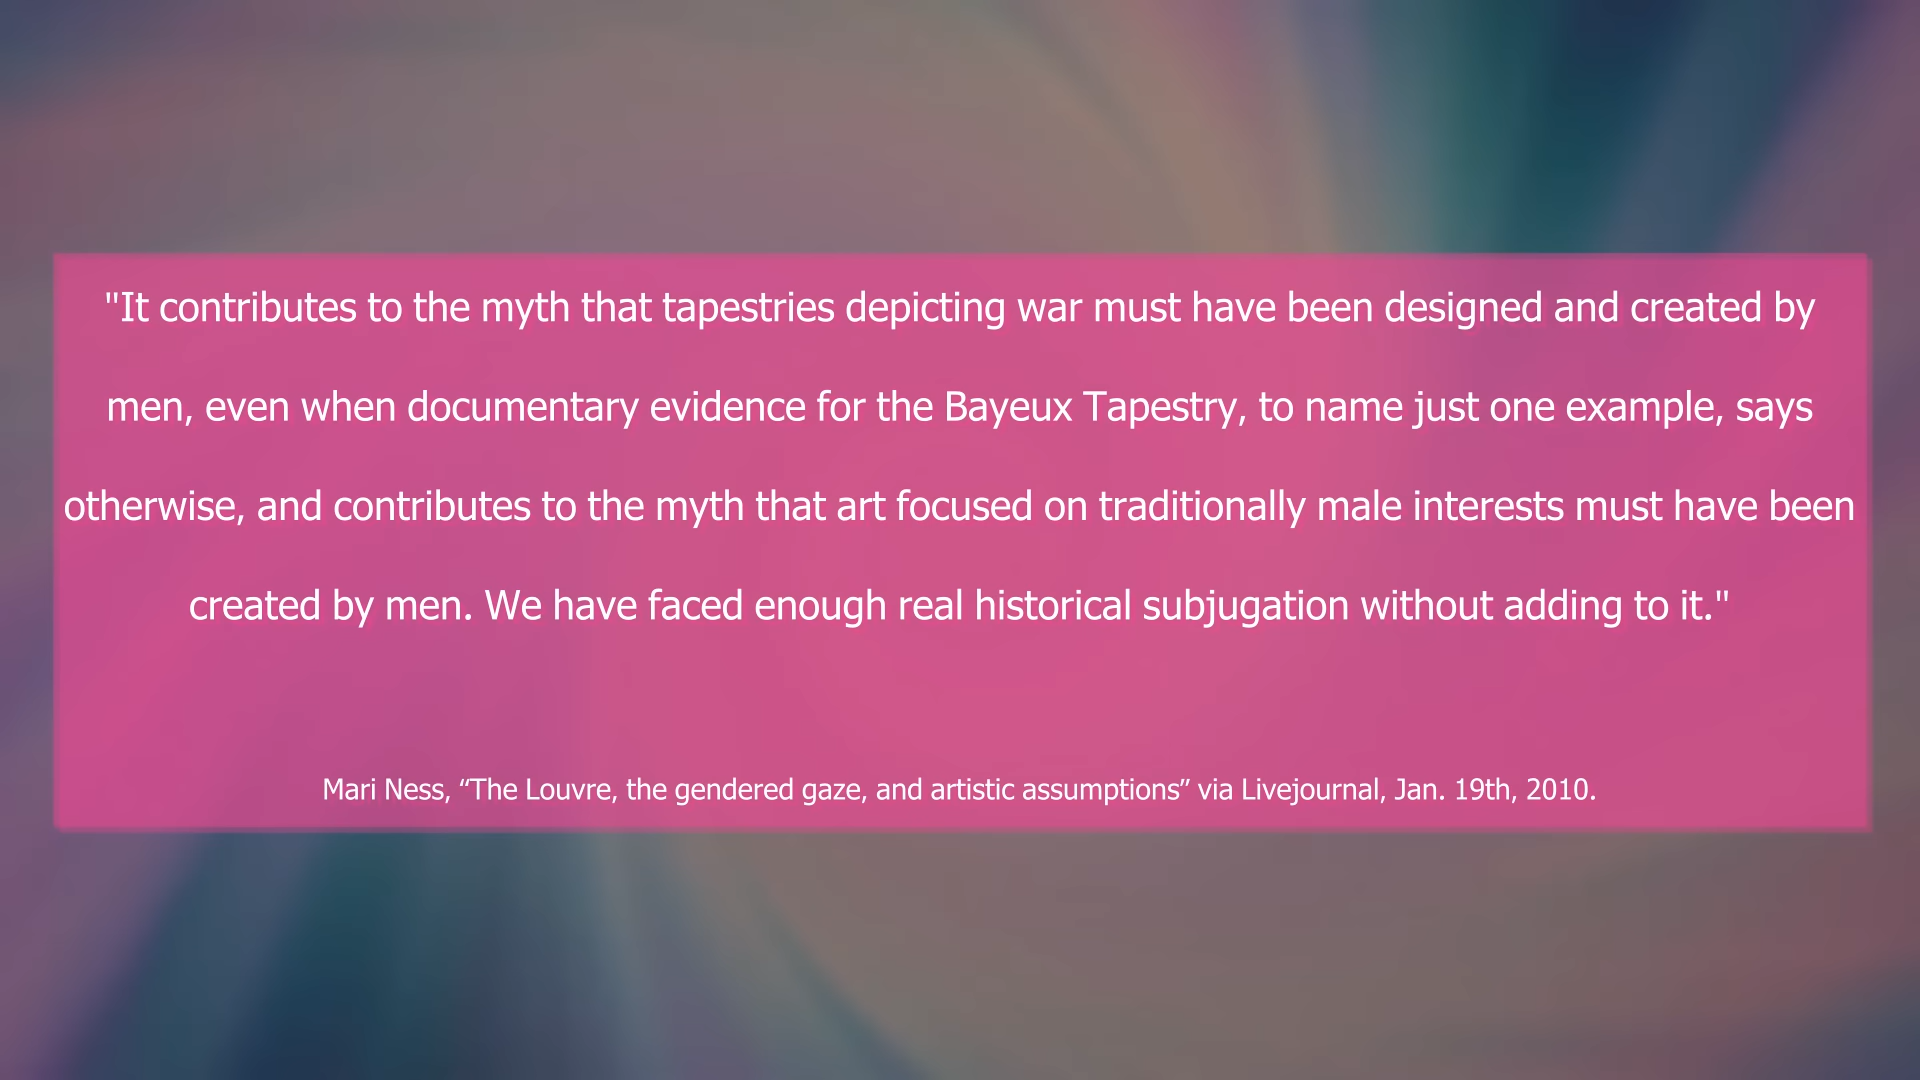 "It contributes to the myth that tapestries depicting war must have been designed and created by
men, even when documentary evidence for the Bayeux Tapestry, to name just one example, says
otherwise, and contributes to the myth that art focused on traditionally male interests must have been
created by men. We have faced enough real historical subjugation without adding to it."
Mari Ness, “The Louvre, the gendered gaze, and artistic assumptions” via Livejournal, Jan. 19th, 2010.